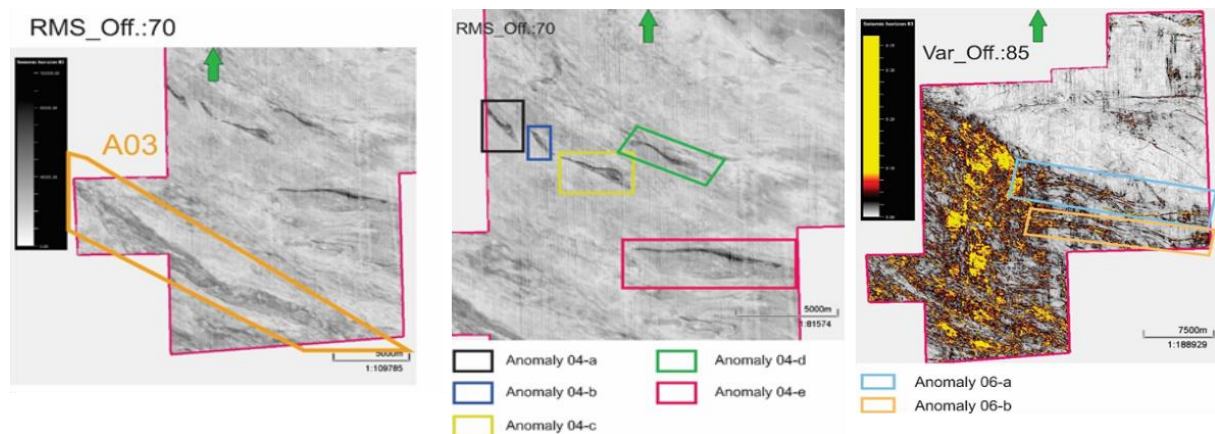 RMS_Off.:70
A03
5000m
1:109785
RMS_Off.:70
5000m
1:81574
Anomaly 04-a
Anomaly 04-d
Anomaly 04-b
Anomaly 04-e
Anomaly 04-c
Var_Off.:85
7500m
1:188929
Anomaly 06-a
Anomaly 06-b